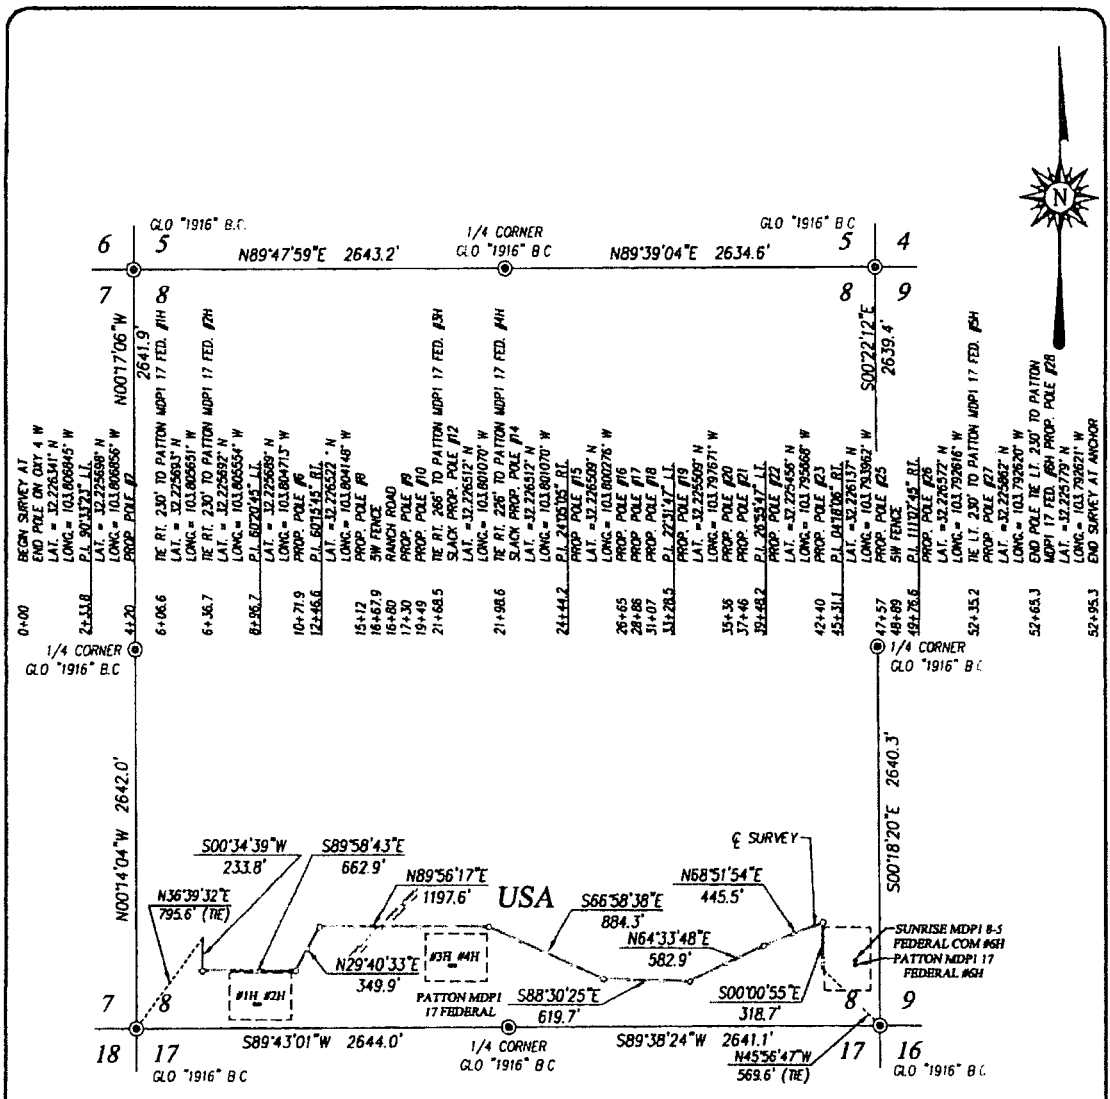 GLO "1916" B.C.
1/4 CORNER
GLO "1916" B C
GLO "1916" B C
N
6
5
5
4
N89°47'59"E 2643.2'
N89°39'04"E 2634.6'
7
8
8
9
N00°17'06"W
2641.9'
S00°22'12"E
2639.4'
0+00
BEGIN SURVEY AT
END POLE ON OXY 4 W
LAT. = 32.226341° N
LONG.= 103.806845° W
2+33.8
P.I. 90°33'23" LT.
LAT. = 32.225698° N
LONG.= 103.806856° W
4+20
PROP. POLE #2
6+06.6
TIE RT. 230' TO PATTON MDP1 17 FED. #1H
LAT. = 32.225693° N
LONG.= 103.805651° W
6+36.7
TIE RT. 230' TO PATTON MDP1 17 FED. #2H
LAT. = 32.225692° N
LONG.= 103.805554° W
8+96.7
P.I. 60°20'45" LT.
LAT. = 32.225689° N
LONG.= 103.804713° W
10+71.9
PROP. POLE #6
12+46.6
P.I. 60°15'45" RT.
LAT. =32.226522° N
LONG.= 103.804148° W
15+12
PROP. POLE #8
16+67.9
5W FENCE
16+80
RANCH ROAD
17+30
PROP. POLE #9
19+49
PROP. POLE #10
21+68.5
TIE RT. 266' TO PATTON MDP1 17 FED. #3H
SLACK PROP. POLE #12
LAT.=32.226512° N
LONG.= 103.801070° W
21+98.6
TIE RT. 226' TO PATTON MDP1 17 FED. #4H
SLACK PROP. POLE #14
LAT.=32.226512° N
LONG.= 103.801070° W
24+44.2
P.I. 24°05'05" RT.
PROP. POLE #15
LAT. =32.226509° N
LONG.= 103.800276° W
26+65
PROP. POLE #16
28+86
PROP. POLE #17
31+07
PROP. POLE #18
33+28.5
P.I. 22°31'47" LT.
PROP. POLE #19
LAT. =32.225509° N
LONG.= 103.797671° W
35+36
PROP. POLE #20
37+46
PROP. POLE #21
39+48.2
P.I. 26°55'47" LT.
PROP. POLE #22
LAT. =32.225456° N
LONG.= 103.795868° W
42+40
PROP. POLE #23
45+31.1
P.I. 04°18'06" RT.
LAT. =32.226137° N
LONG.= 103.793962° W
47+57
PROP. POLE #25
48+89
5W FENCE
49+76.6
P.I. 111°07'45" RT.
PROP. POLE #26
LAT. =32.226572° N
LONG.= 103.792616° W
52+35.2
TIE LT. 230' TO PATTON MDP1 17 FED. #5H
PROP. POLE #27
LAT. =32.225862° N
LONG.= 103.792620° W
52+65.3
END POLE TIE LT. 230' TO PATTON
MDP1 17 FED. #6H PROP. POLE #28
LAT. =32.225779° N
LONG.= 103.792621° W
52+95.3
END SURVEY AT ANCHOR
1/4 CORNER
GLO "1916" B.C
1/4 CORNER
GLO "1916" B C
N00°14'04"W 2642.0'
S00°18'20"E 2640.3'
S00°34'39"W
233.8'
S89°58'43"E
662.9'
℄ SURVEY
N36°39'32"E
795.6' (TIE)
N89°56'17"E
1197.6'
USA
S66°58'38"E
884.3'
N68°51'54"E
445.5'
N64°33'48"E
582.9'
SUNRISE MDP1 8-5
FEDERAL COM #6H
PATTON MDP1 17
FEDERAL #6H
#3H #4H
N29°40'33"E
349.9'
#1H #2H
PATTON MDP1
17 FEDERAL
S88°30'25"E
619.7'
S00°00'55"E
318.7'
7
8
8
9
18
17
S89°43'01"W 2644.0'
1/4 CORNER
GLO "1916" B C
S89°38'24"W 2641.1'
N45°56'47"W
569.6' (TIE)
17
16
GLO "1916" B C
GLO "1916" B C